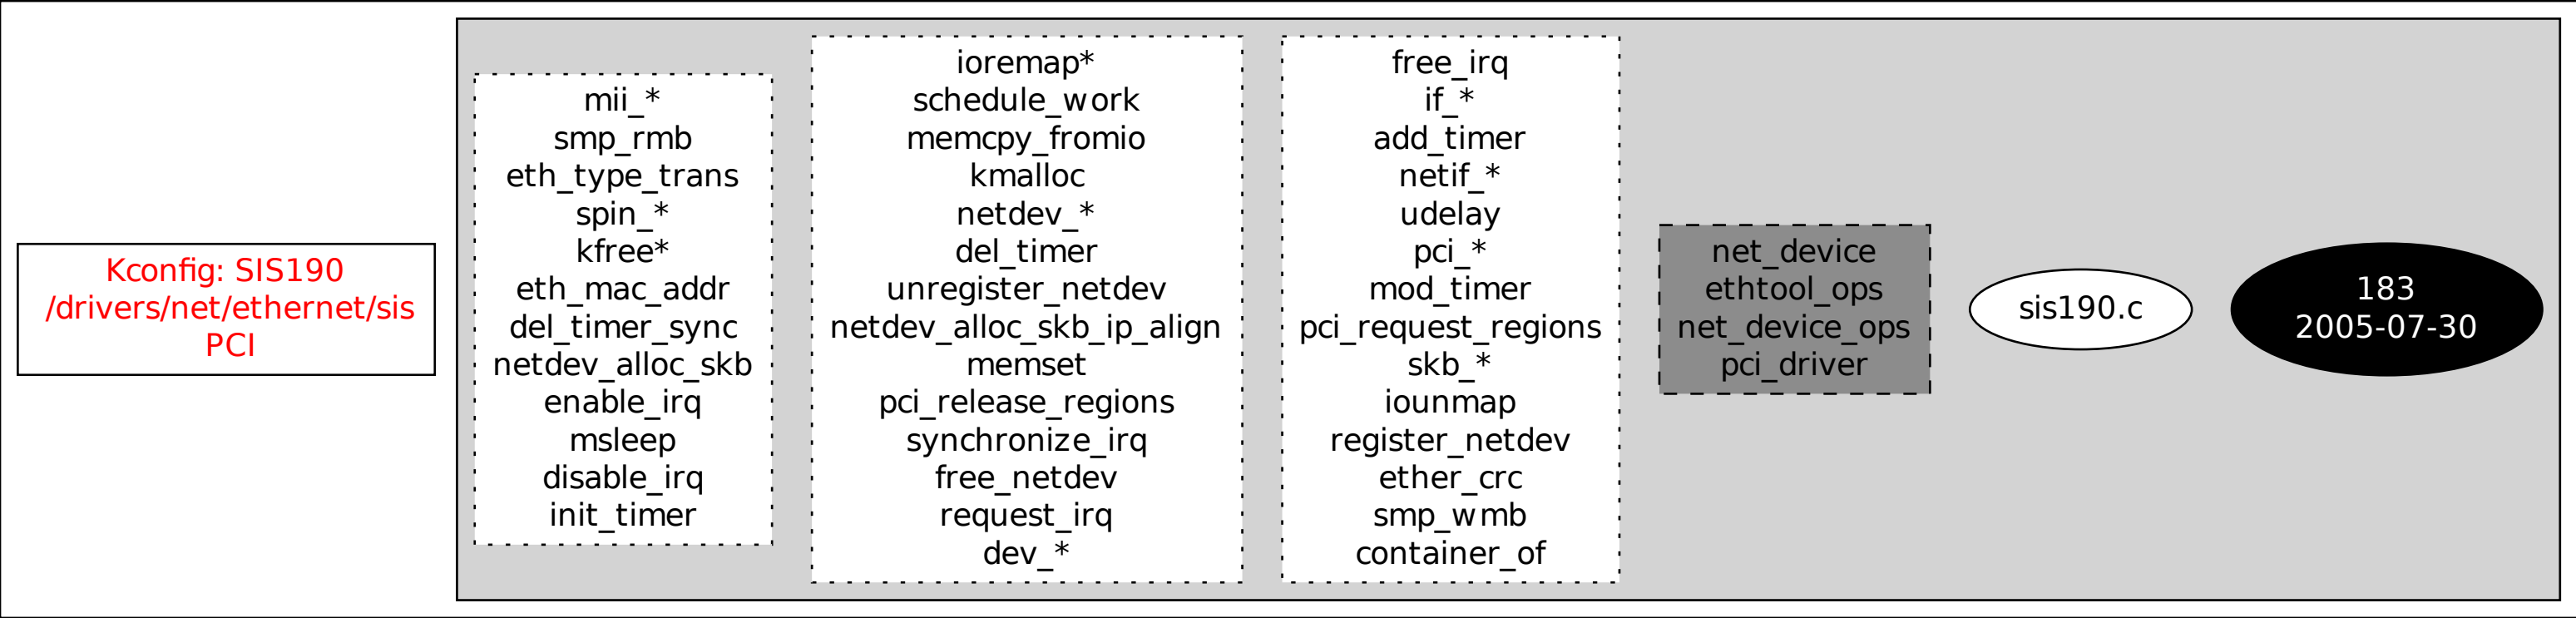 Kconfig: SIS190
/drivers/net/ethernet/sis
PCI
mii_*
smp_rmb
eth_type_trans
spin_*
kfree*
eth_mac_addr
del_timer_sync
netdev_alloc_skb
enable_irq
msleep
disable_irq
init_timer
ioremap*
schedule_work
memcpy_fromio
kmalloc
netdev_*
del_timer
unregister_netdev
netdev_alloc_skb_ip_align
memset
pci_release_regions
synchronize_irq
free_netdev
request_irq
dev_*
free_irq
if_*
add_timer
netif_*
udelay
pci_*
mod_timer
pci_request_regions
skb_*
iounmap
register_netdev
ether_crc
smp_wmb
container_of
net_device
ethtool_ops
net_device_ops
pci_driver
sis190.c
183
2005-07-30